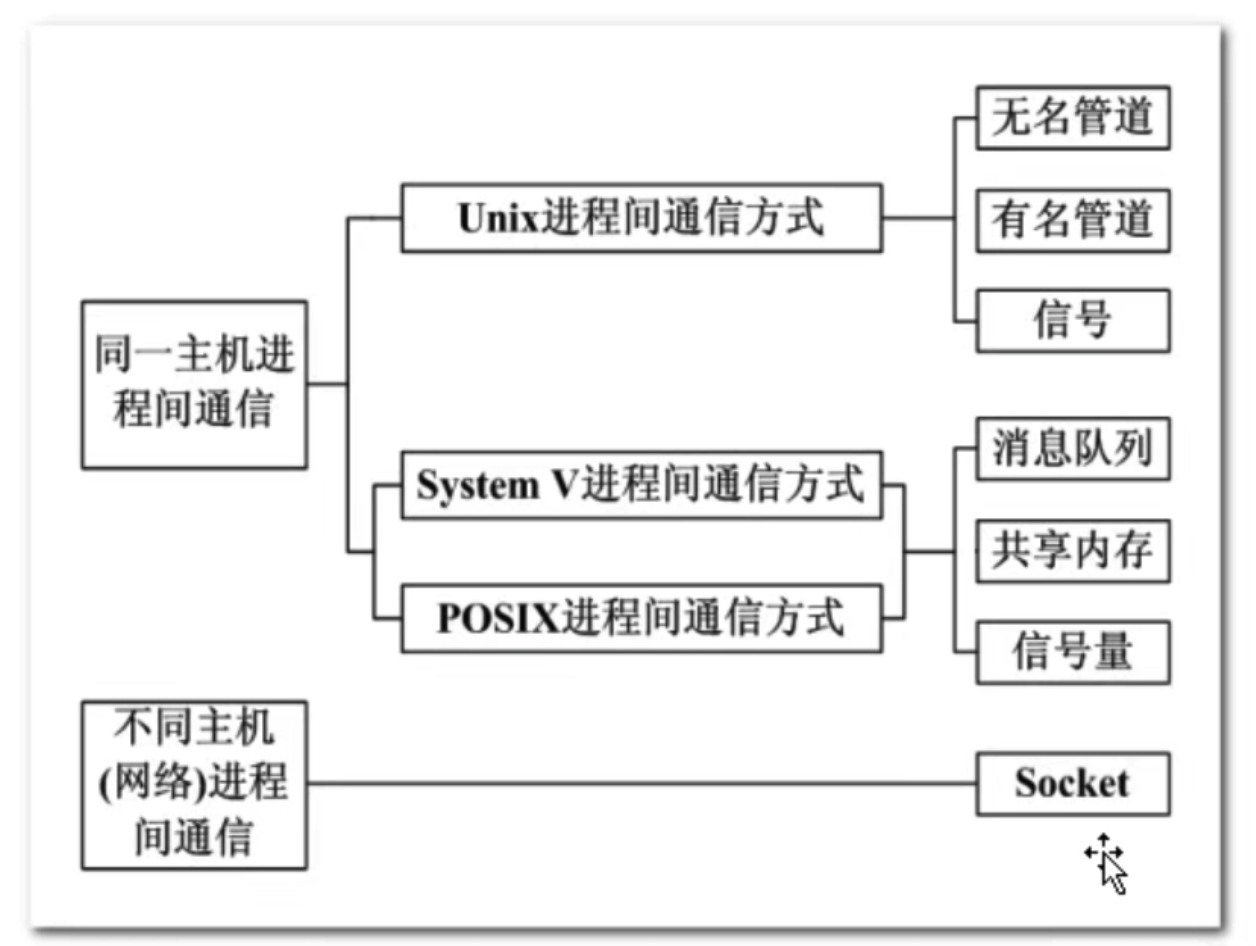 无名管道
Unix进程间通信方式
有名管道
信号
同一主机进
程间通信
消息队列
System V进程间通信方式
共享内存
POSIX进程间通信方式
信号量
不同主机
(网络)进程
间通信
Socket